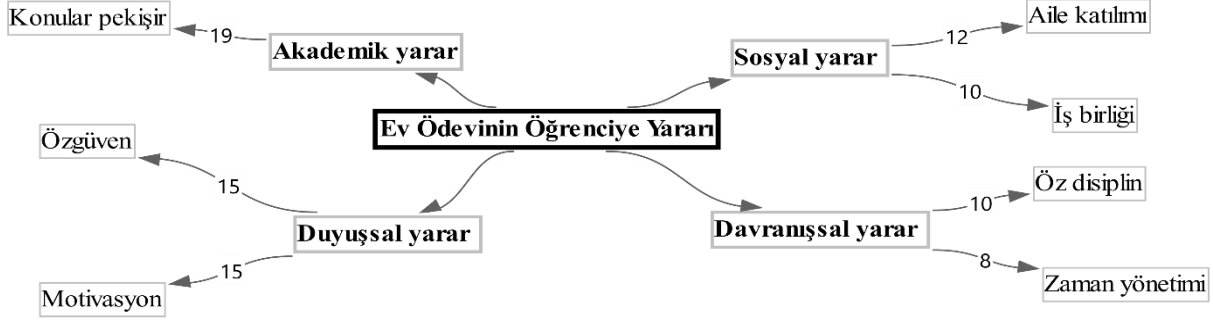 Konular pekişir
19
Akademik yarar
Sosyal yarar
12
Aile katılımı
10
İş birliği
Ev Ödevinin Öğrenciye Yararı
Özgüven
15
Duyuşsal yarar
15
Motivasyon
Davranışsal yarar
10
Öz disiplin
8
Zaman yönetimi